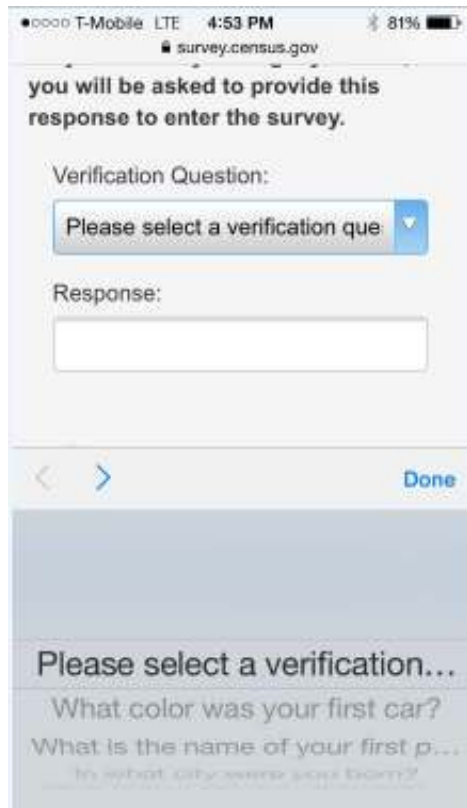 T-Mobile LTE 4:53 PM 81%
survey.census.gov
you will be asked to provide this
response to enter the survey.
Verification Question:
Please select a verification que
Response:
Done
Please select a verification...
What color was your first car?
What is the name of your first p...
In what city were you born?